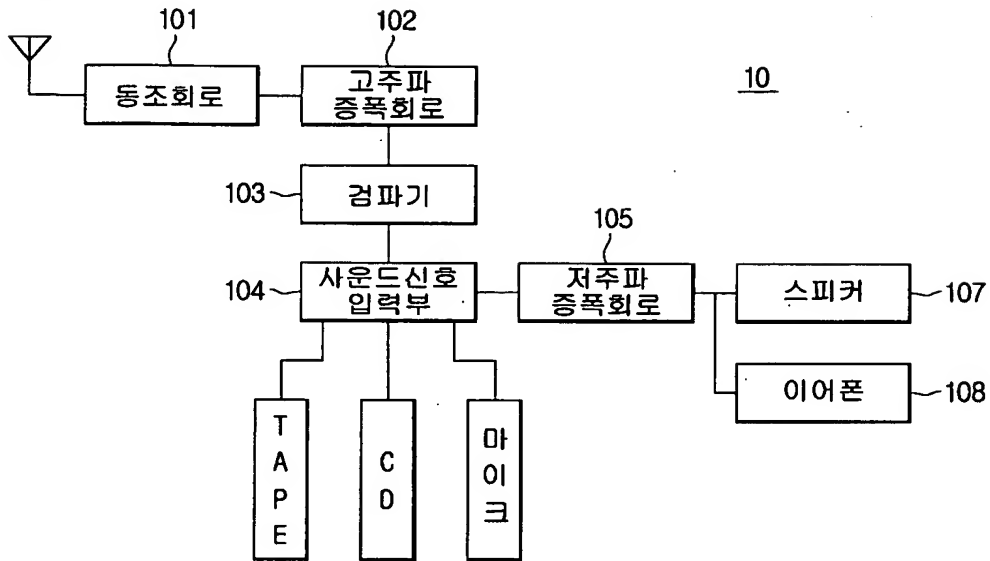 101
102
동조회로
고주파
증폭회로
10
103
검파기
105
104
사운드신호
입력부
저주파
증폭회로
스피커
107
이어폰
108
TAPE
CD
마이크